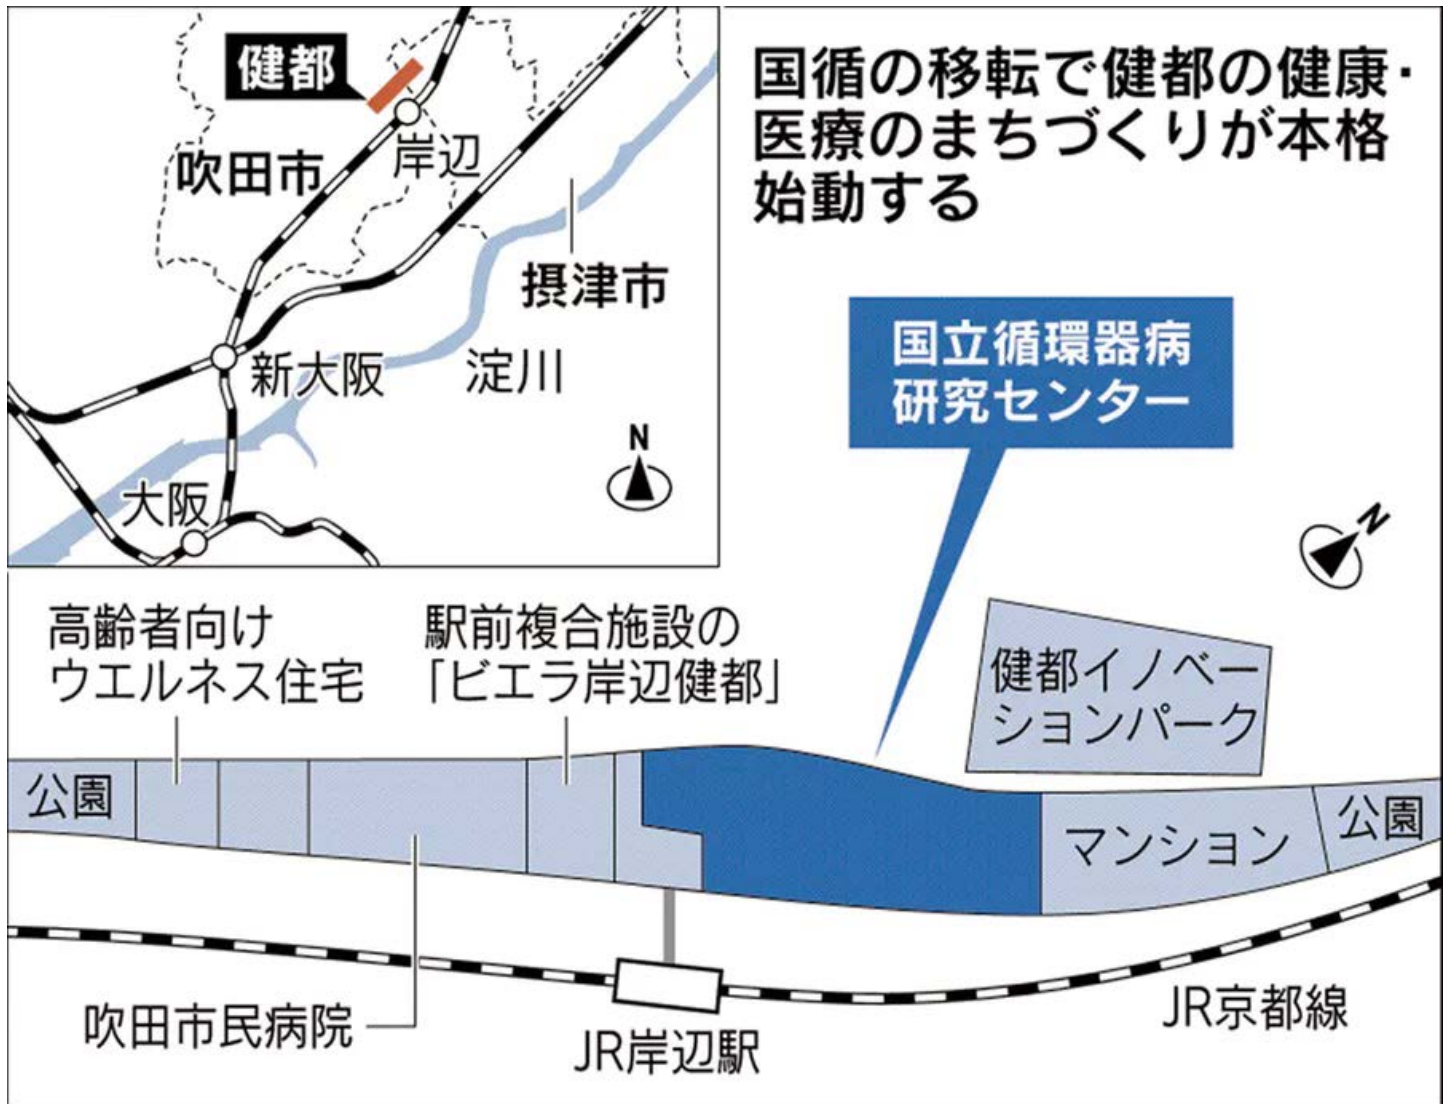 国循の移転で健都の健康・
医療のまちづくりが本格
始動する
健都
岸辺
吹田市
摂津市
新大阪
淀川
N
大阪
国立循環器病
研究センター
N
高齢者向け
ウエルネス住宅
駅前複合施設の
「ビエラ岸辺健都」
健都イノベー
ションパーク
公園
マンション
公園
吹田市民病院
JR岸辺駅
JR京都線